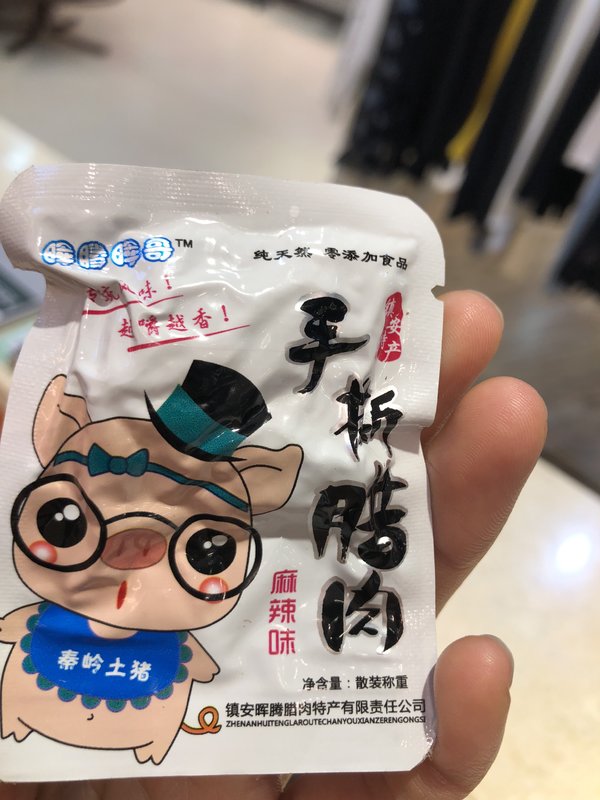 TM
纯天然 零添加食品
越嚼越香！
手撕腊肉
麻辣味
秦岭土猪
净含量：散装称重
镇安晖腾腊肉特产有限责任公司
ZHENANHUITENGLAROUTECHANYOUXIANZERENGONGSI